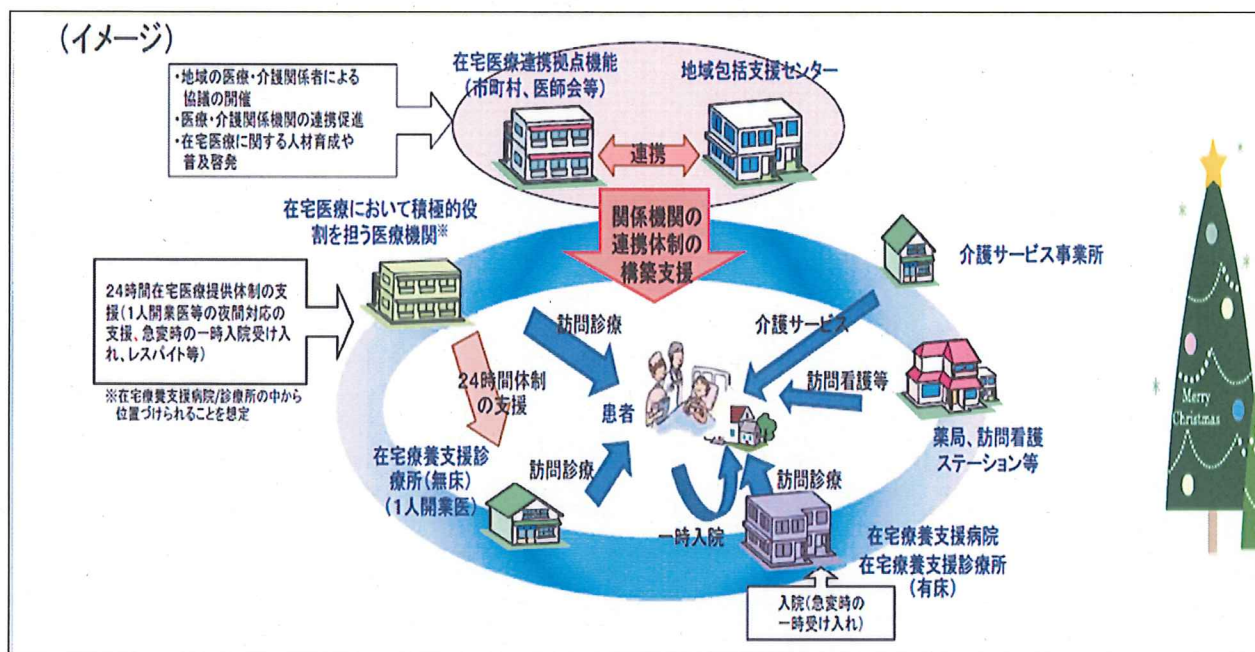 (イメージ)
・地域の医療・介護関係者による
協議の開催
・医療・介護関係機関の連携促進
・在宅医療に関する人材育成や
普及啓発
在宅医療連携拠点機能
(市町村、医師会等)
地域包括支援センター
連携
関係機関の
連携体制の
構築支援
在宅医療において積極的役
割を担う医療機関※
介護サービス事業所
24時間在宅医療提供体制の支
援(1人開業医等の夜間対応の
支援、急変時の一時入院受け入
れ、レスパイト等)
※在宅療養支援病院/診療所の中から
位置づけられることを想定
訪問診療
介護サービス
24時間体制
の支援
患者
訪問看護等
薬局、訪問看護
ステーション等
在宅療養支援診
療所(無床)
(1人開業医)
訪問診療
訪問診療
一時入院
在宅療養支援病院
在宅療養支援診療所
(有床)
入院(急変時の
一時受け入れ)
Merry
Christmas